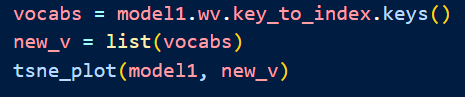 vocabs = model1.wv.key_to_index.keys()
new_v = list(vocabs)
tsne_plot(model1, new_v)